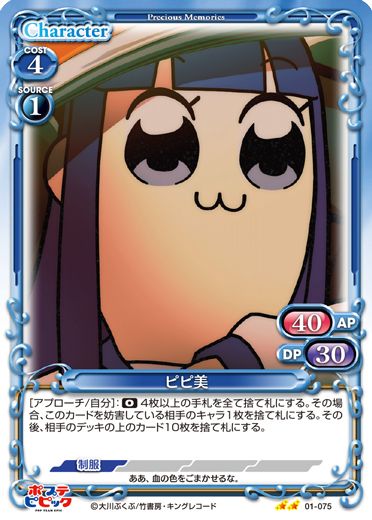 Precious Memories
Character
COST
4
SOURCE
1
40 AP
DP 30
ピピ美
[アプローチ/自分]: 0 4枚以上の手札を全て捨て札にする。その場
合、このカードを妨害している相手のキャラ1枚を捨て札にする。その
後、相手のデッキの上のカード10枚を捨て札にする。
制服
ああ、血の色をごまかせるな。
ポプテピピック
POP TEAM EPIC
©大川ぶくぶ/竹書房・キングレコード
01-075